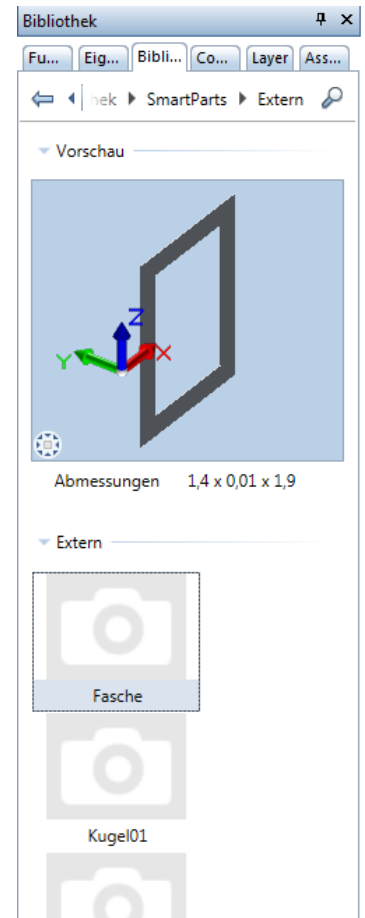 Bibliothek
Fu... Eig... Bibli... Co... Layer Ass...
hek SmartParts Extern
Vorschau
Z
Y X
Abmessungen 1,4 x 0,01 x 1,9
Extern
Fasche
Kugel01